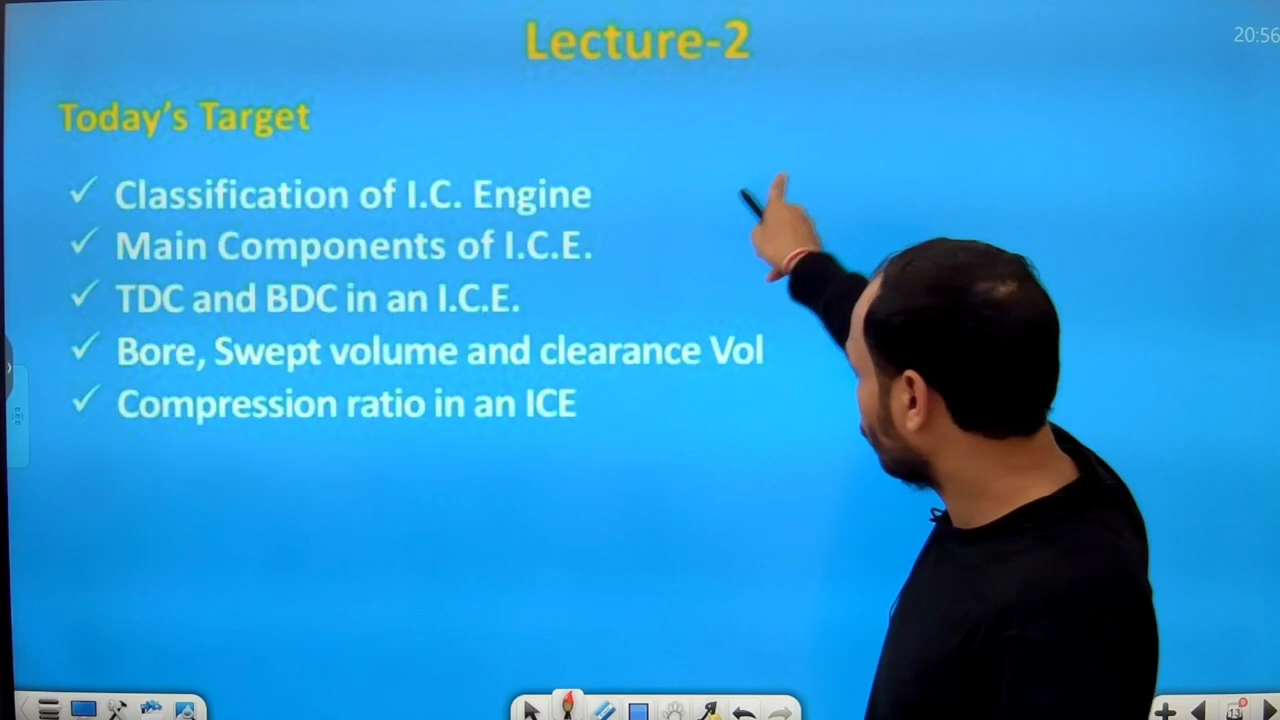 Lecture-2
20:56
Today's Target
✓ Classification of I.C. Engine
✓ Main Components of I.C.E.
✓ TDC and BDC in an I.C.E.
✓ Bore, Swept volume and clearance Vol
✓ Compression ratio in an ICE
13